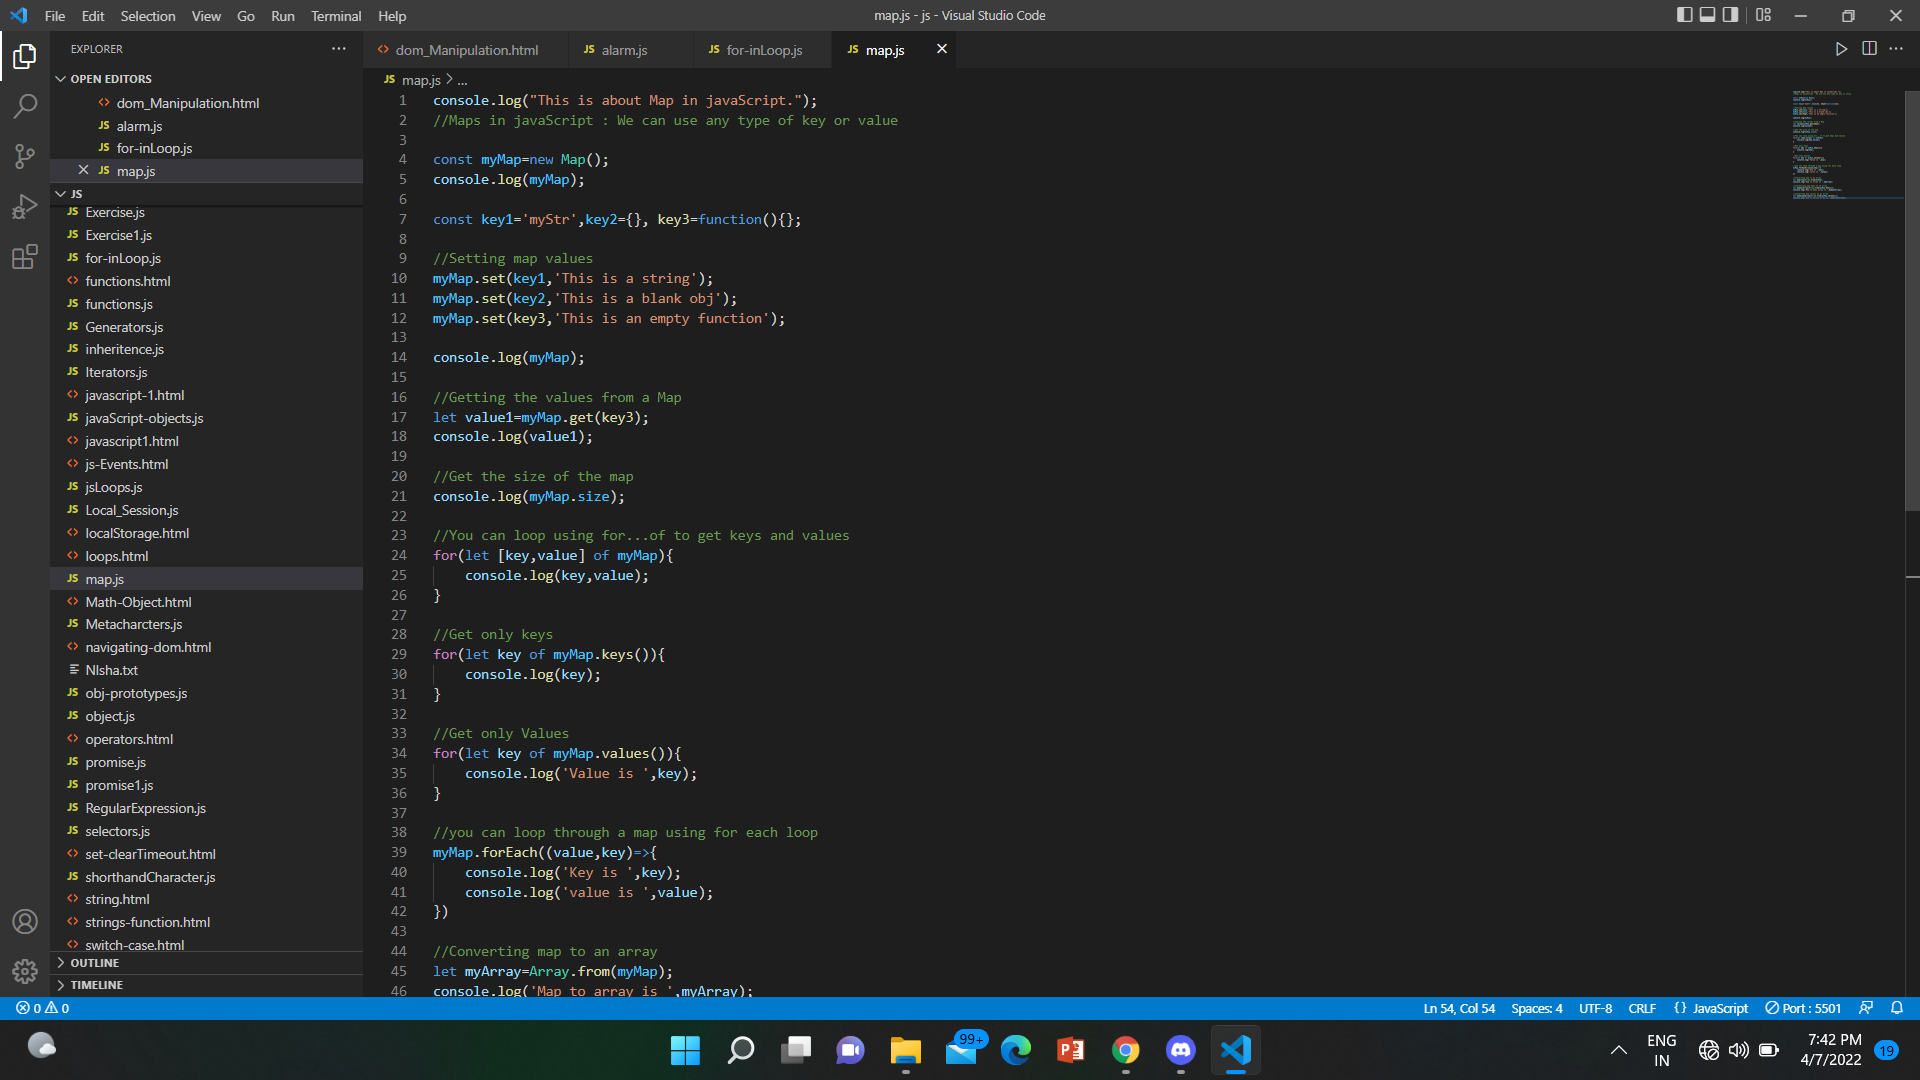 File Edit Selection View Go Run Terminal Help
map.js - js - Visual Studio Code
EXPLORER
OPEN EDITORS
dom_Manipulation.html
alarm.js
for-inLoop.js
map.js
JS
Exercise.js
Exercise1.js
for-inLoop.js
functions.html
functions.js
Generators.js
inheritence.js
Iterators.js
javascript-1.html
javaScript-objects.js
javascript1.html
js-Events.html
jsLoops.js
Local_Session.js
localStorage.html
loops.html
map.js
Math-Object.html
Metacharcters.js
navigating-dom.html
NIsha.txt
obj-prototypes.js
object.js
operators.html
promise.js
promise1.js
RegularExpression.js
selectors.js
set-clearTimeout.html
shorthandCharacter.js
string.html
strings-function.html
switch-case.html
OUTLINE
TIMELINE
dom_Manipulation.html JS alarm.js JS for-inLoop.js JS map.js
JS map.js > ...
1 console.log("This is about Map in javaScript.");
2 //Maps in javaScript : We can use any type of key or value
3
4 const myMap=new Map();
5 console.log(myMap);
6
7 const key1='myStr',key2={}, key3=function(){};
8
9 //Setting map values
10 myMap.set(key1,'This is a string');
11 myMap.set(key2,'This is a blank obj');
12 myMap.set(key3,'This is an empty function');
13
14 console.log(myMap);
15
16 //Getting the values from a Map
17 let value1=myMap.get(key3);
18 console.log(value1);
19
20 //Get the size of the map
21 console.log(myMap.size);
22
23 //You can loop using for...of to get keys and values
24 for(let [key,value] of myMap){
25 console.log(key,value);
26 }
27
28 //Get only keys
29 for(let key of myMap.keys()){
30 console.log(key);
31 }
32
33 //Get only Values
34 for(let key of myMap.values()){
35 console.log('Value is ',key);
36 }
37
38 //you can loop through a map using for each loop
39 myMap.forEach((value,key)=>{
40 console.log('Key is ',key);
41 console.log('value is ',value);
42 })
43
44 //Converting map to an array
45 let myArray=Array.from(myMap);
46 console.log('Map to array is ',myArray);
0 0
Ln 54, Col 54 Spaces: 4 UTF-8 CRLF {} JavaScript Port : 5501
99+
ENG
IN
7:42 PM
4/7/2022
19